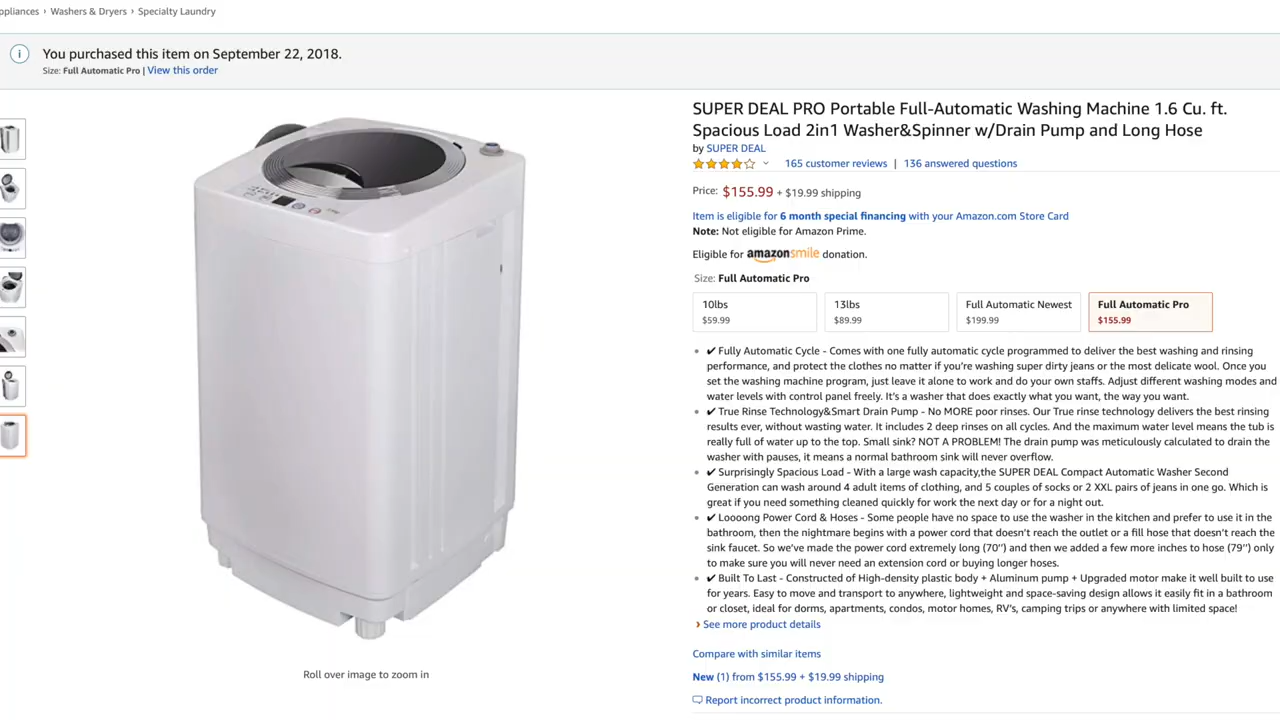 ppliances › Washers & Dryers › Specialty Laundry
You purchased this item on September 22, 2018.
Size: Full Automatic Pro | View this order
SUPER DEAL PRO Portable Full-Automatic Washing Machine 1.6 Cu. ft.
Spacious Load 2in1 Washer&Spinner w/Drain Pump and Long Hose
by SUPER DEAL
165 customer reviews | 136 answered questions
Price: $155.99 + $19.99 shipping
Item is eligible for 6 month special financing with your Amazon.com Store Card
Note: Not eligible for Amazon Prime.
Eligible for amazonsmile donation.
Size: Full Automatic Pro
10lbs 13lbs Full Automatic Newest Full Automatic Pro
$59.99 $89.99 $199.99 $155.99
• ✔ Fully Automatic Cycle - Comes with one fully automatic cycle programmed to deliver the best washing and rinsing
performance, and protect the clothes no matter if you're washing super dirty jeans or the most delicate wool. Once you
set the washing machine program, just leave it alone to work and do your own staffs. Adjust different washing modes and
water levels with control panel freely. It's a washer that does exactly what you want, the way you want.
• ✔ True Rinse Technology&Smart Drain Pump - No MORE poor rinses. Our True rinse technology delivers the best rinsing
results ever, without wasting water. It includes 2 deep rinses on all cycles. And the maximum water level means the tub is
really full of water up to the top. Small sink? NOT A PROBLEM! The drain pump was meticulously calculated to drain the
washer with pauses, it means a normal bathroom sink will never overflow.
• ✔ Surprisingly Spacious Load - With a large wash capacity,the SUPER DEAL Compact Automatic Washer Second
Generation can wash around 4 adult items of clothing, and 5 couples of socks or 2 XXL pairs of jeans in one go. Which is
great if you need something cleaned quickly for work the next day or for a night out.
• ✔ Loooong Power Cord & Hoses - Some people have no space to use the washer in the kitchen and prefer to use it in the
bathroom, then the nightmare begins with a power cord that doesn't reach the outlet or a fill hose that doesn't reach the
sink faucet. So we've made the power cord extremely long (70'') and then we added a few more inches to hose (79'') only
to make sure you will never need an extension cord or buying longer hoses.
• ✔ Built To Last - Constructed of High-density plastic body + Aluminum pump + Upgraded motor make it well built to use
for years. Easy to move and transport to anywhere, lightweight and space-saving design allows it easily fit in a bathroom
or closet, ideal for dorms, apartments, condos, motor homes, RV's, camping trips or anywhere with limited space!
› See more product details
Roll over image to zoom in
Compare with similar items
New (1) from $155.99 + $19.99 shipping
Report incorrect product information.